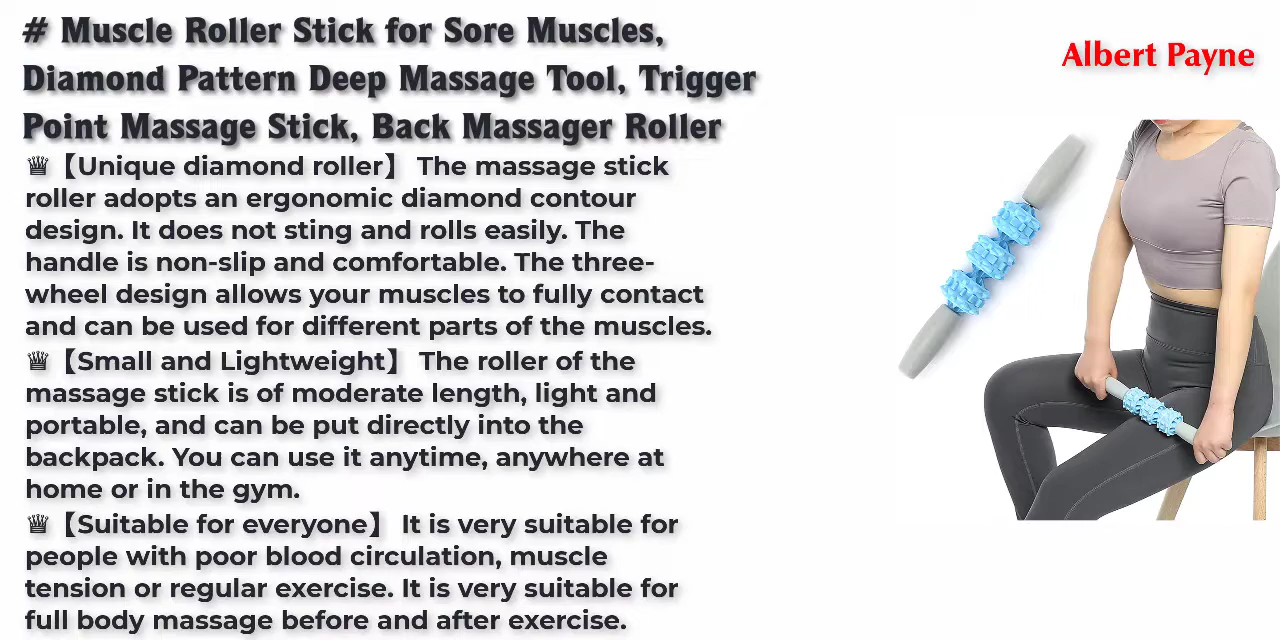 # Muscle Roller Stick for Sore Muscles,
Diamond Pattern Deep Massage Tool, Trigger
Point Massage Stick, Back Massager Roller
Albert Payne
♛【Unique diamond roller】 The massage stick
roller adopts an ergonomic diamond contour
design. It does not sting and rolls easily. The
handle is non-slip and comfortable. The three-
wheel design allows your muscles to fully contact
and can be used for different parts of the muscles.
♛【Small and Lightweight】 The roller of the
massage stick is of moderate length, light and
portable, and can be put directly into the
backpack. You can use it anytime, anywhere at
home or in the gym.
♛【Suitable for everyone】 It is very suitable for
people with poor blood circulation, muscle
tension or regular exercise. It is very suitable for
full body massage before and after exercise.